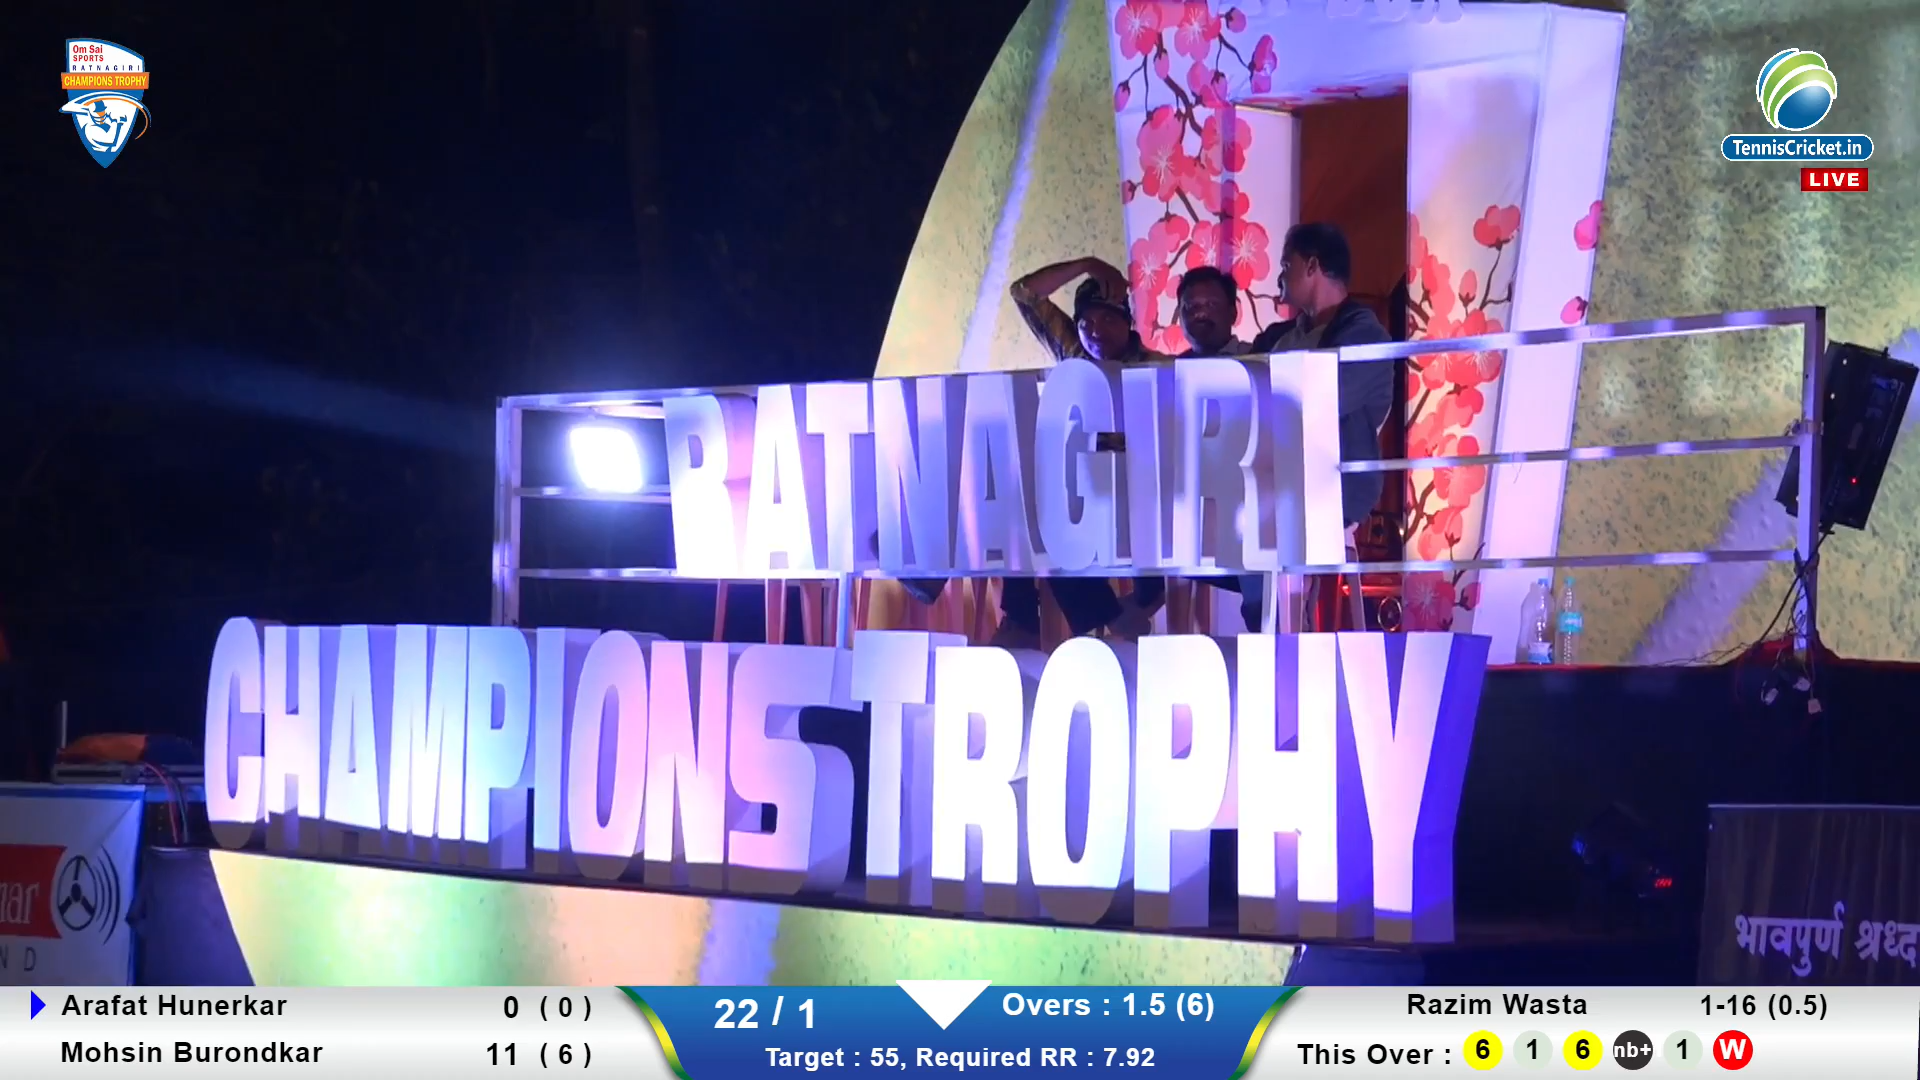 Om Sai
SPORTS
RATNAGIRI
CHAMPIONS TROPHY
TennisCricket.in
LIVE
RATNAGIRI
CHAMPIONS TROPHY
भावपूर्ण श्रध्द
Arafat Hunerkar 0 ( 0 )
Mohsin Burondkar 11 ( 6 )
22 / 1 Overs : 1.5 (6)
Target : 55, Required RR : 7.92
Razim Wasta 1-16 (0.5)
This Over : 6 1 6 nb+ 1 W